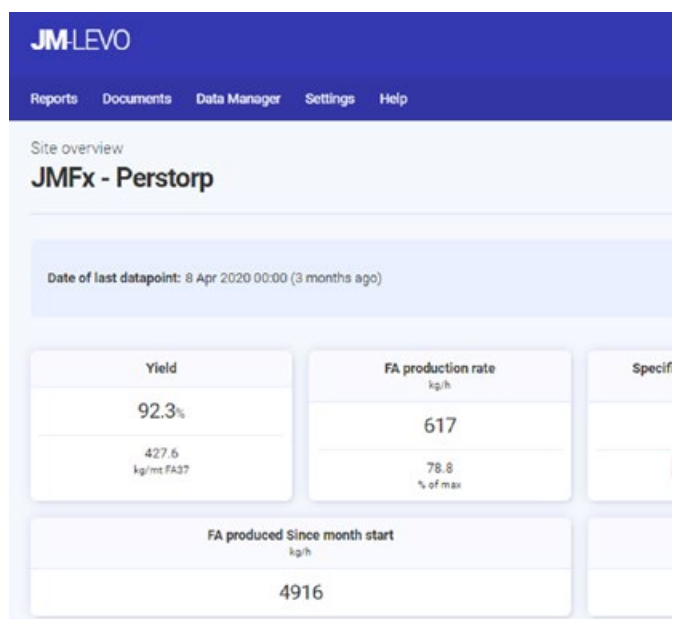 JM-LEVO
Reports Documents Data Manager Settings Help
Site overview
JMFx - Perstorp
Date of last datapoint: 8 Apr 2020 00:00 (3 months ago)
Yield
92.3%
427.6
kg/mt FA37
FA production rate
kg/h
617
78.8
% of max
Specif
FA produced Since month start
kg/h
4916